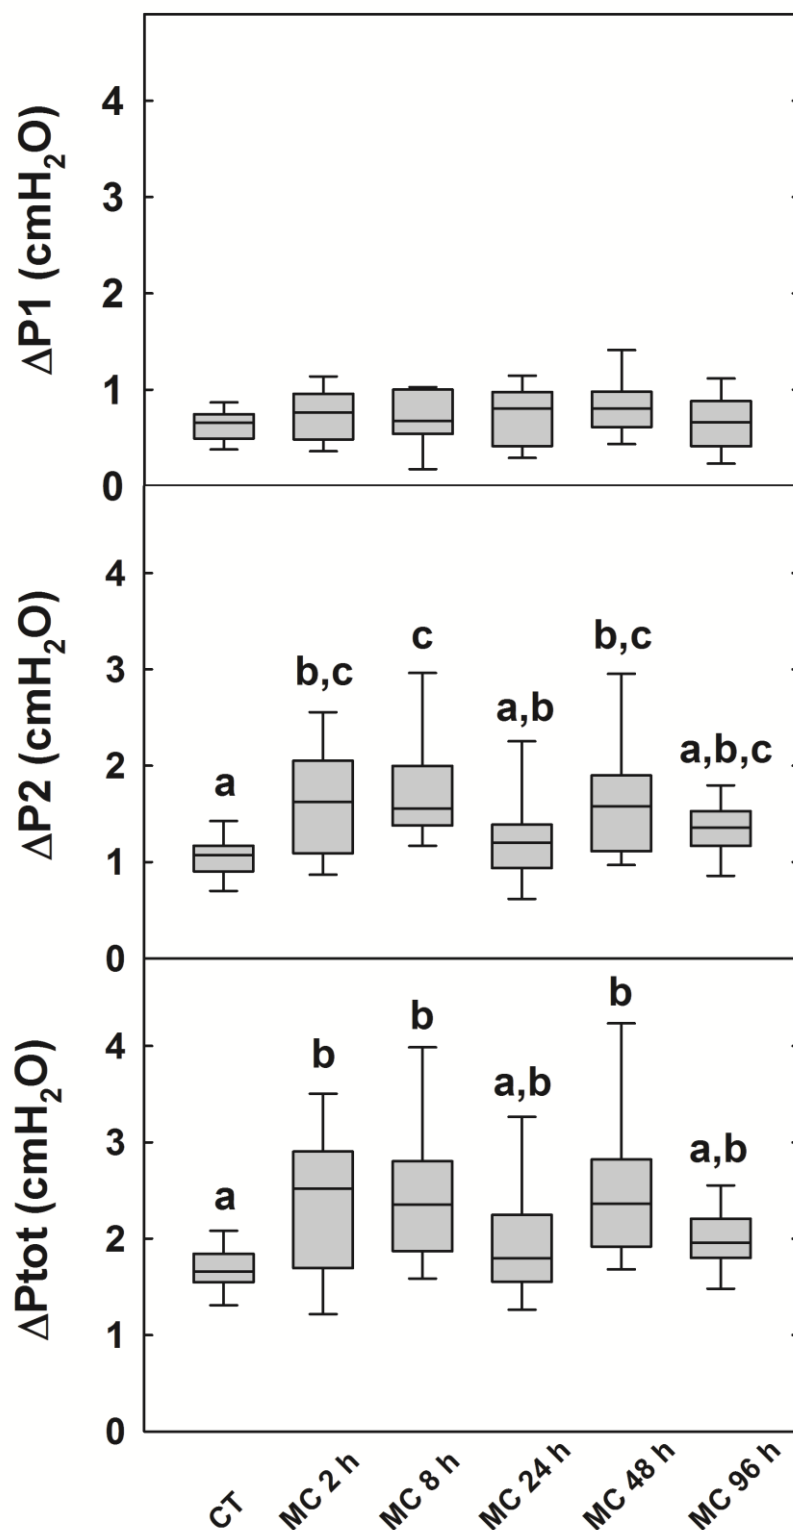 ΔP1 (cmH₂O)
4
3
2
1
0
ΔP2 (cmH₂O)
4
3
2
1
0
a
b,c
c
a,b
b,c
a,b,c
ΔPtot (cmH₂O)
4
3
2
1
0
a
b
b
a,b
b
a,b
CT
MC 2 h
MC 8 h
MC 24 h
MC 48 h
MC 96 h